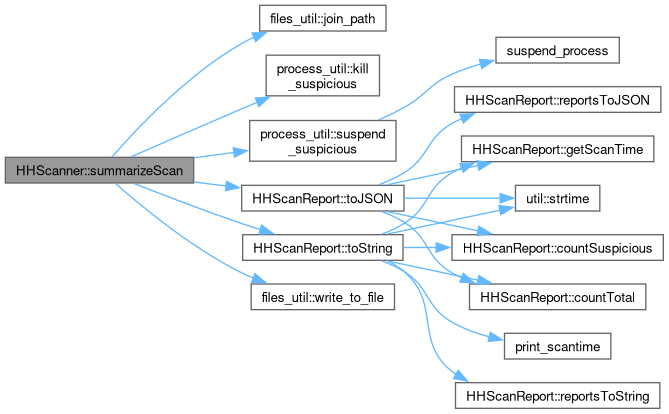 HHScanner::summarizeScan
files_util::join_path
process_util::kill
_suspicious
process_util::suspend
_suspicious
HHScanReport::toJSON
HHScanReport::toString
files_util::write_to_file
suspend_process
HHScanReport::reportsToJSON
HHScanReport::getScanTime
util::strtime
HHScanReport::countSuspicious
HHScanReport::countTotal
print_scantime
HHScanReport::reportsToString